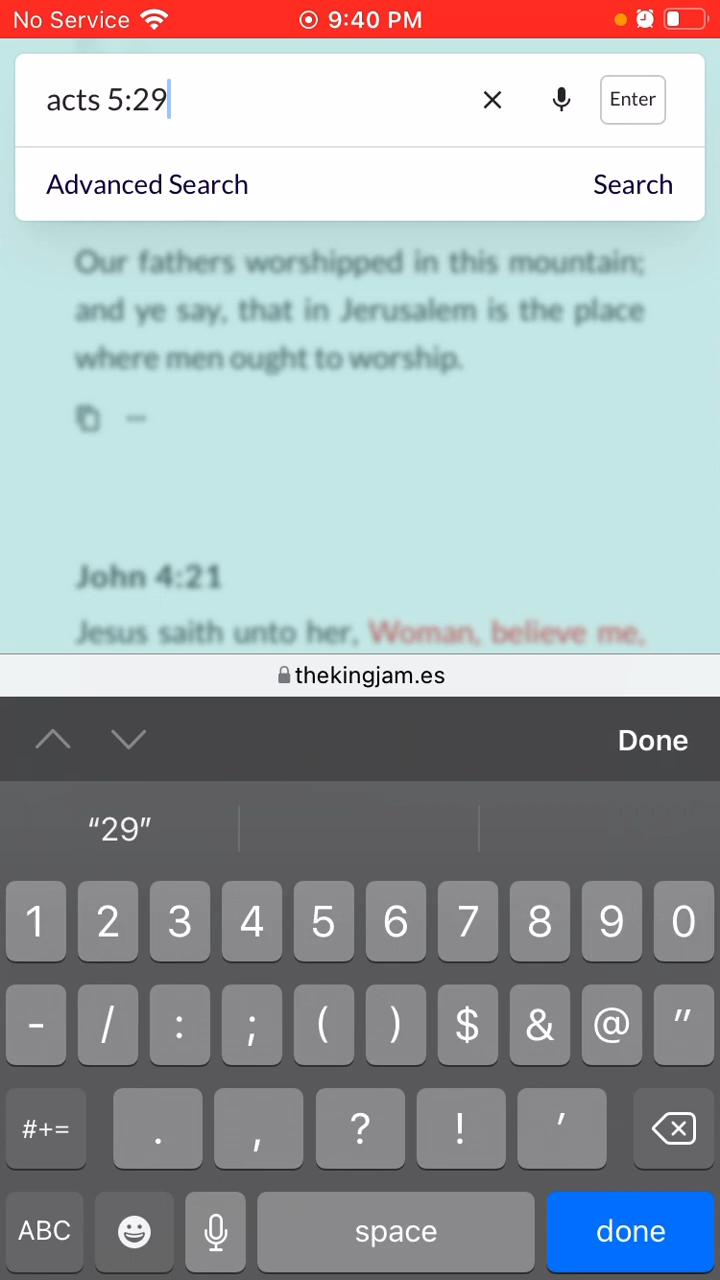 No Service 9:40 PM
acts 5:29 Enter
Advanced Search Search
Our fathers worshipped in this mountain;
and ye say, that in Jerusalem is the place
where men ought to worship.
John 4:21
Jesus saith unto her, Woman, believe me,
thekingjam.es
Done
“29”
1 2 3 4 5 6 7 8 9 0
- / : ; ( ) $ & @ "
#+= . , ? ! '
ABC space done